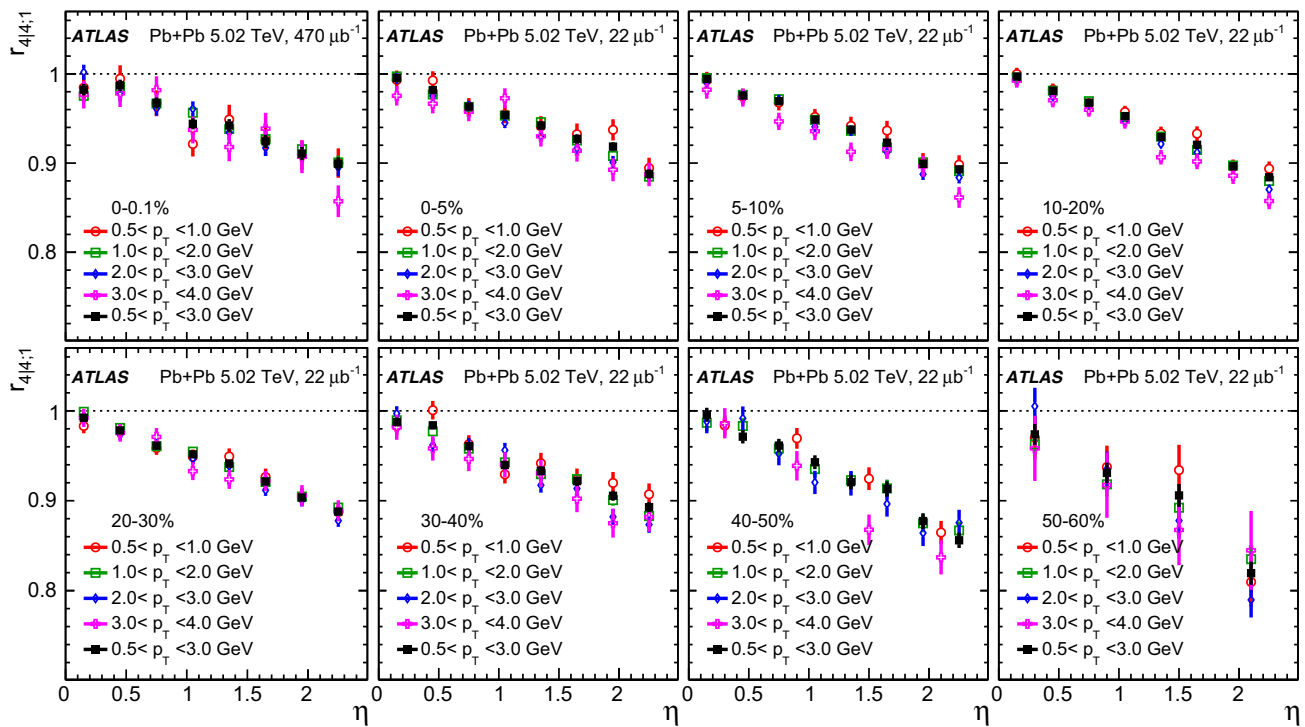 r4|4;1
ATLAS Pb+Pb 5.02 TeV, 470 μb-1
1
0.9
0.8
0-0.1%
0.5< pT <1.0 GeV
1.0< pT <2.0 GeV
2.0< pT <3.0 GeV
3.0< pT <4.0 GeV
0.5< pT <3.0 GeV
ATLAS Pb+Pb 5.02 TeV, 22 μb-1
0-5%
0.5< pT <1.0 GeV
1.0< pT <2.0 GeV
2.0< pT <3.0 GeV
3.0< pT <4.0 GeV
0.5< pT <3.0 GeV
ATLAS Pb+Pb 5.02 TeV, 22 μb-1
5-10%
0.5< pT <1.0 GeV
1.0< pT <2.0 GeV
2.0< pT <3.0 GeV
3.0< pT <4.0 GeV
0.5< pT <3.0 GeV
ATLAS Pb+Pb 5.02 TeV, 22 μb-1
10-20%
0.5< pT <1.0 GeV
1.0< pT <2.0 GeV
2.0< pT <3.0 GeV
3.0< pT <4.0 GeV
0.5< pT <3.0 GeV
r4|4;1
ATLAS Pb+Pb 5.02 TeV, 22 μb-1
1
0.9
0.8
20-30%
0.5< pT <1.0 GeV
1.0< pT <2.0 GeV
2.0< pT <3.0 GeV
3.0< pT <4.0 GeV
0.5< pT <3.0 GeV
0 0.5 1 1.5 2
η
ATLAS Pb+Pb 5.02 TeV, 22 μb-1
30-40%
0.5< pT <1.0 GeV
1.0< pT <2.0 GeV
2.0< pT <3.0 GeV
3.0< pT <4.0 GeV
0.5< pT <3.0 GeV
0 0.5 1 1.5 2
η
ATLAS Pb+Pb 5.02 TeV, 22 μb-1
40-50%
0.5< pT <1.0 GeV
1.0< pT <2.0 GeV
2.0< pT <3.0 GeV
3.0< pT <4.0 GeV
0.5< pT <3.0 GeV
0 0.5 1 1.5 2
η
ATLAS Pb+Pb 5.02 TeV, 22 μb-1
50-60%
0.5< pT <1.0 GeV
1.0< pT <2.0 GeV
2.0< pT <3.0 GeV
3.0< pT <4.0 GeV
0.5< pT <3.0 GeV
0 0.5 1 1.5 2
η